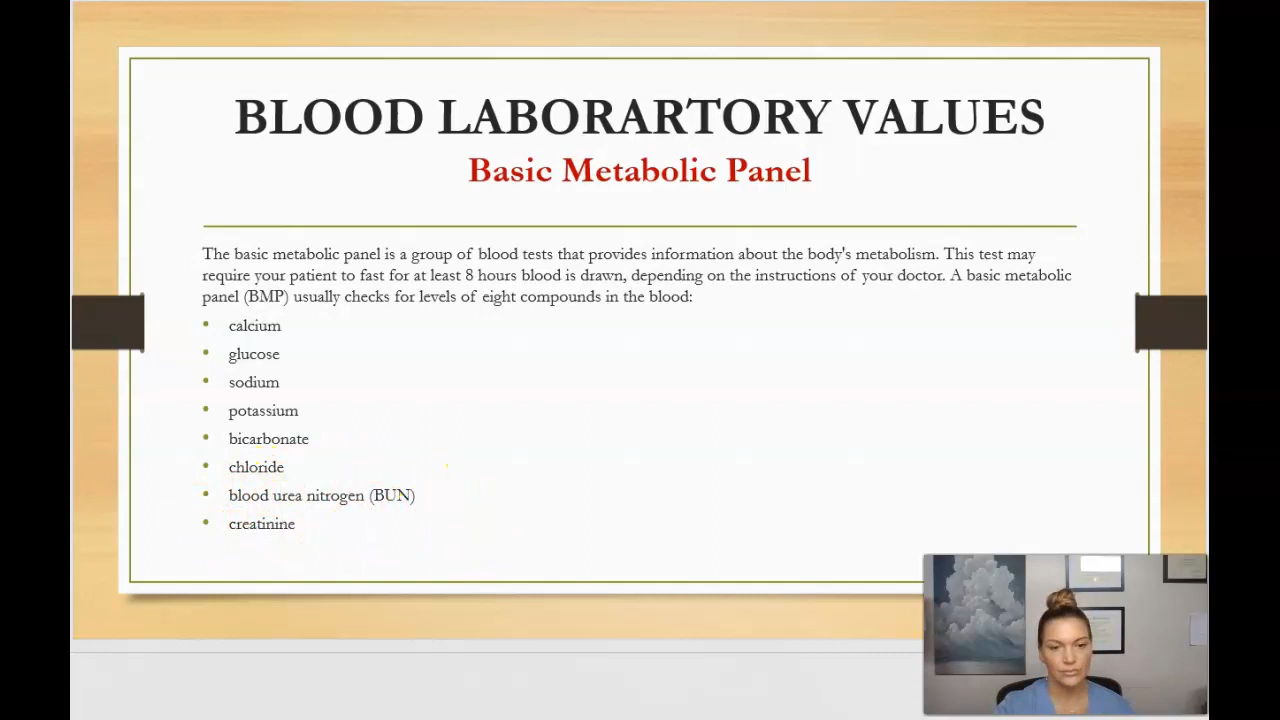 BLOOD LABORARTORY VALUES
Basic Metabolic Panel
The basic metabolic panel is a group of blood tests that provides information about the body's metabolism. This test may
require your patient to fast for at least 8 hours blood is drawn, depending on the instructions of your doctor. A basic metabolic
panel (BMP) usually checks for levels of eight compounds in the blood:
• calcium
• glucose
• sodium
• potassium
• bicarbonate
• chloride
• blood urea nitrogen (BUN)
• creatinine